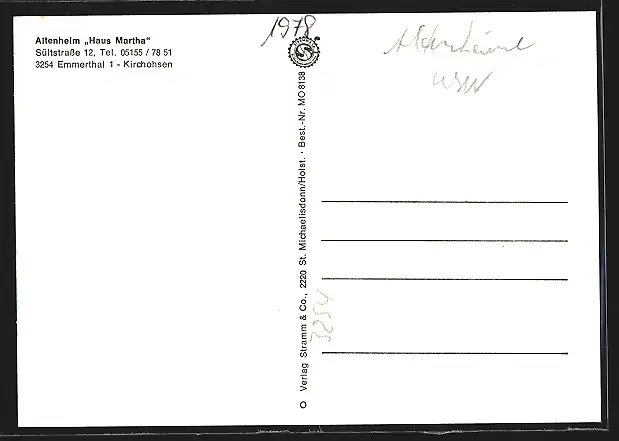 Altenheim „Haus Martha“
Sültstraße 12, Tel. 05155 / 78 51
3254 Emmerthal 1 - Kirchohsen
1978
O Verlag Stramm & Co., 2220 St. Michaelisdonn/Holst. · Best.-Nr. MO 8138
3254